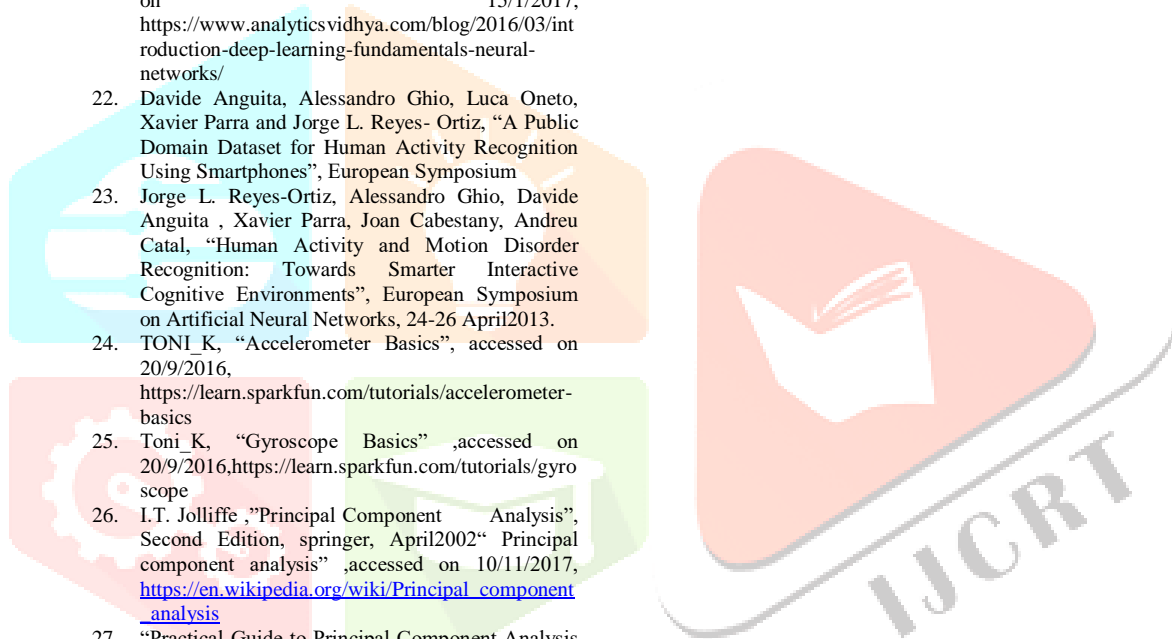 on 15/1/2017,
https://www.analyticsvidhya.com/blog/2016/03/int
roduction-deep-learning-fundamentals-neural-
networks/
22. Davide Anguita, Alessandro Ghio, Luca Oneto,
Xavier Parra and Jorge L. Reyes- Ortiz, “A Public
Domain Dataset for Human Activity Recognition
Using Smartphones”, European Symposium
23. Jorge L. Reyes-Ortiz, Alessandro Ghio, Davide
Anguita , Xavier Parra, Joan Cabestany, Andreu
Catal, “Human Activity and Motion Disorder
Recognition: Towards Smarter Interactive
Cognitive Environments”, European Symposium
on Artificial Neural Networks, 24-26 April2013.
24. TONI_K, “Accelerometer Basics”, accessed on
20/9/2016,
https://learn.sparkfun.com/tutorials/accelerometer-
basics
25. Toni_K, “Gyroscope Basics” ,accessed on
20/9/2016,https://learn.sparkfun.com/tutorials/gyro
scope
26. I.T. Jolliffe ,”Principal Component Analysis”,
Second Edition, springer, April2002“ Principal
component analysis” ,accessed on 10/11/2017,
https://en.wikipedia.org/wiki/Principal_component
_analysis
27. “Practical Guide to Principal Component Analysis
IJCRT